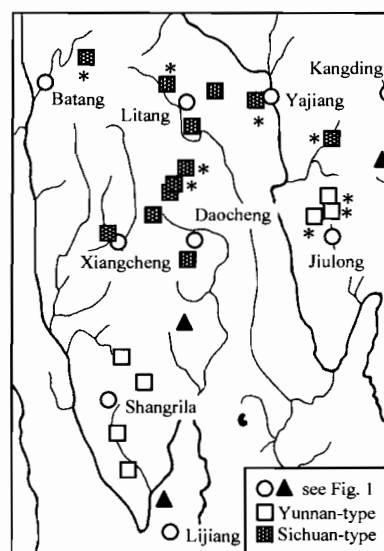 Kangding
Batang
Litang
Yajiang
Daocheng
Xiangcheng
Jiulong
Shangrila
Lijiang
see Fig. 1
Yunnan-type
Sichuan-type